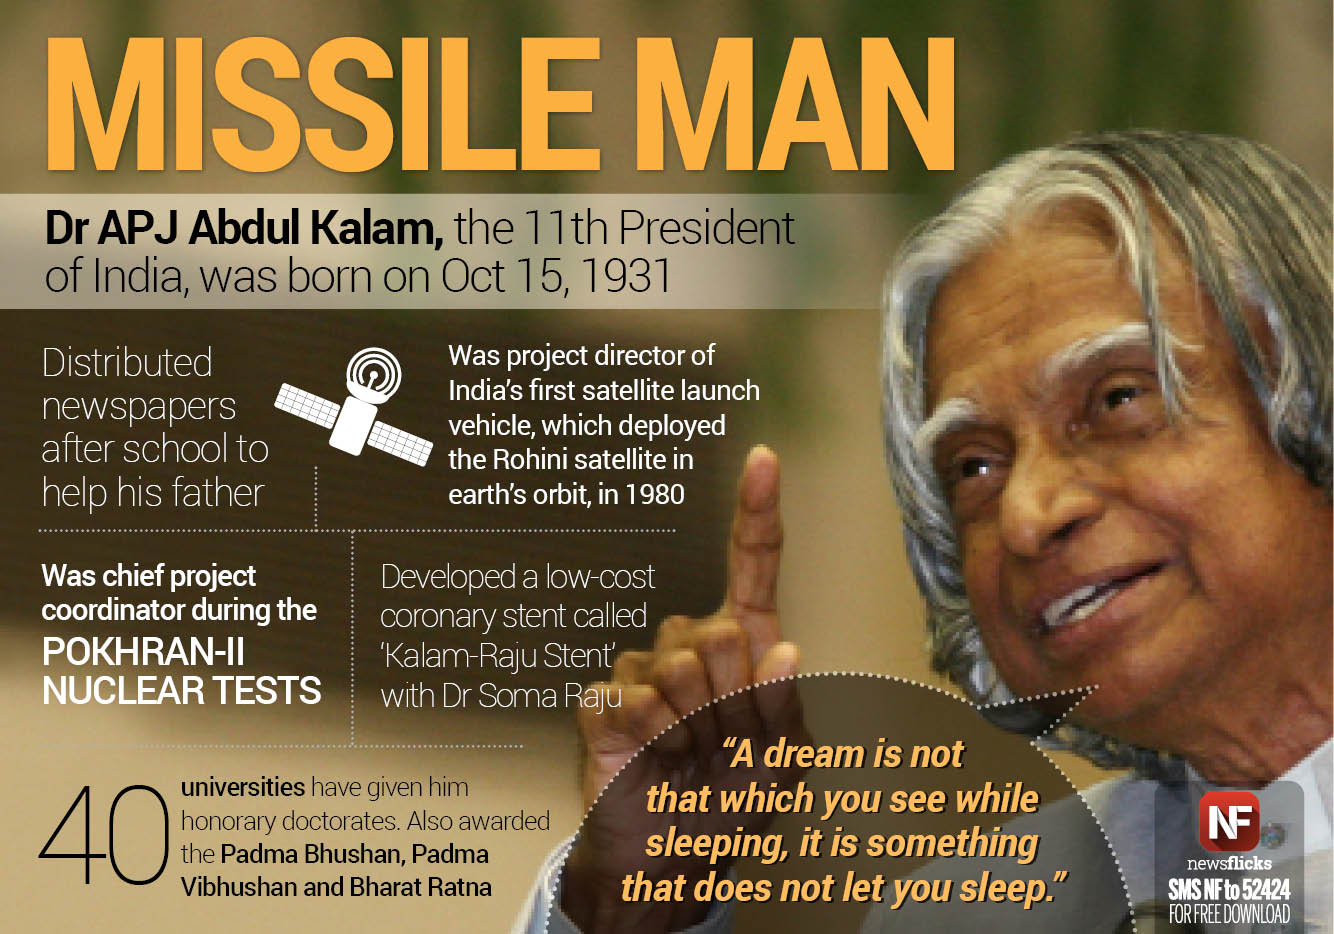 MISSILE MAN
Dr APJ Abdul Kalam, the 11th President
of India, was born on Oct 15, 1931
Distributed
newspapers
after school to
help his father
Was project director of
India’s first satellite launch
vehicle, which deployed
the Rohini satellite in
earth’s orbit, in 1980
Was chief project
coordinator during the
POKHRAN-II
NUCLEAR TESTS
Developed a low-cost
coronary stent called
‘Kalam-Raju Stent’
with Dr Soma Raju
40
universities have given him
honorary doctorates. Also awarded
the Padma Bhushan, Padma
Vibhushan and Bharat Ratna
“A dream is not
that which you see while
sleeping, it is something
that does not let you sleep.”
NF
newsflicks
SMS NF to 52424
FOR FREE DOWNLOAD